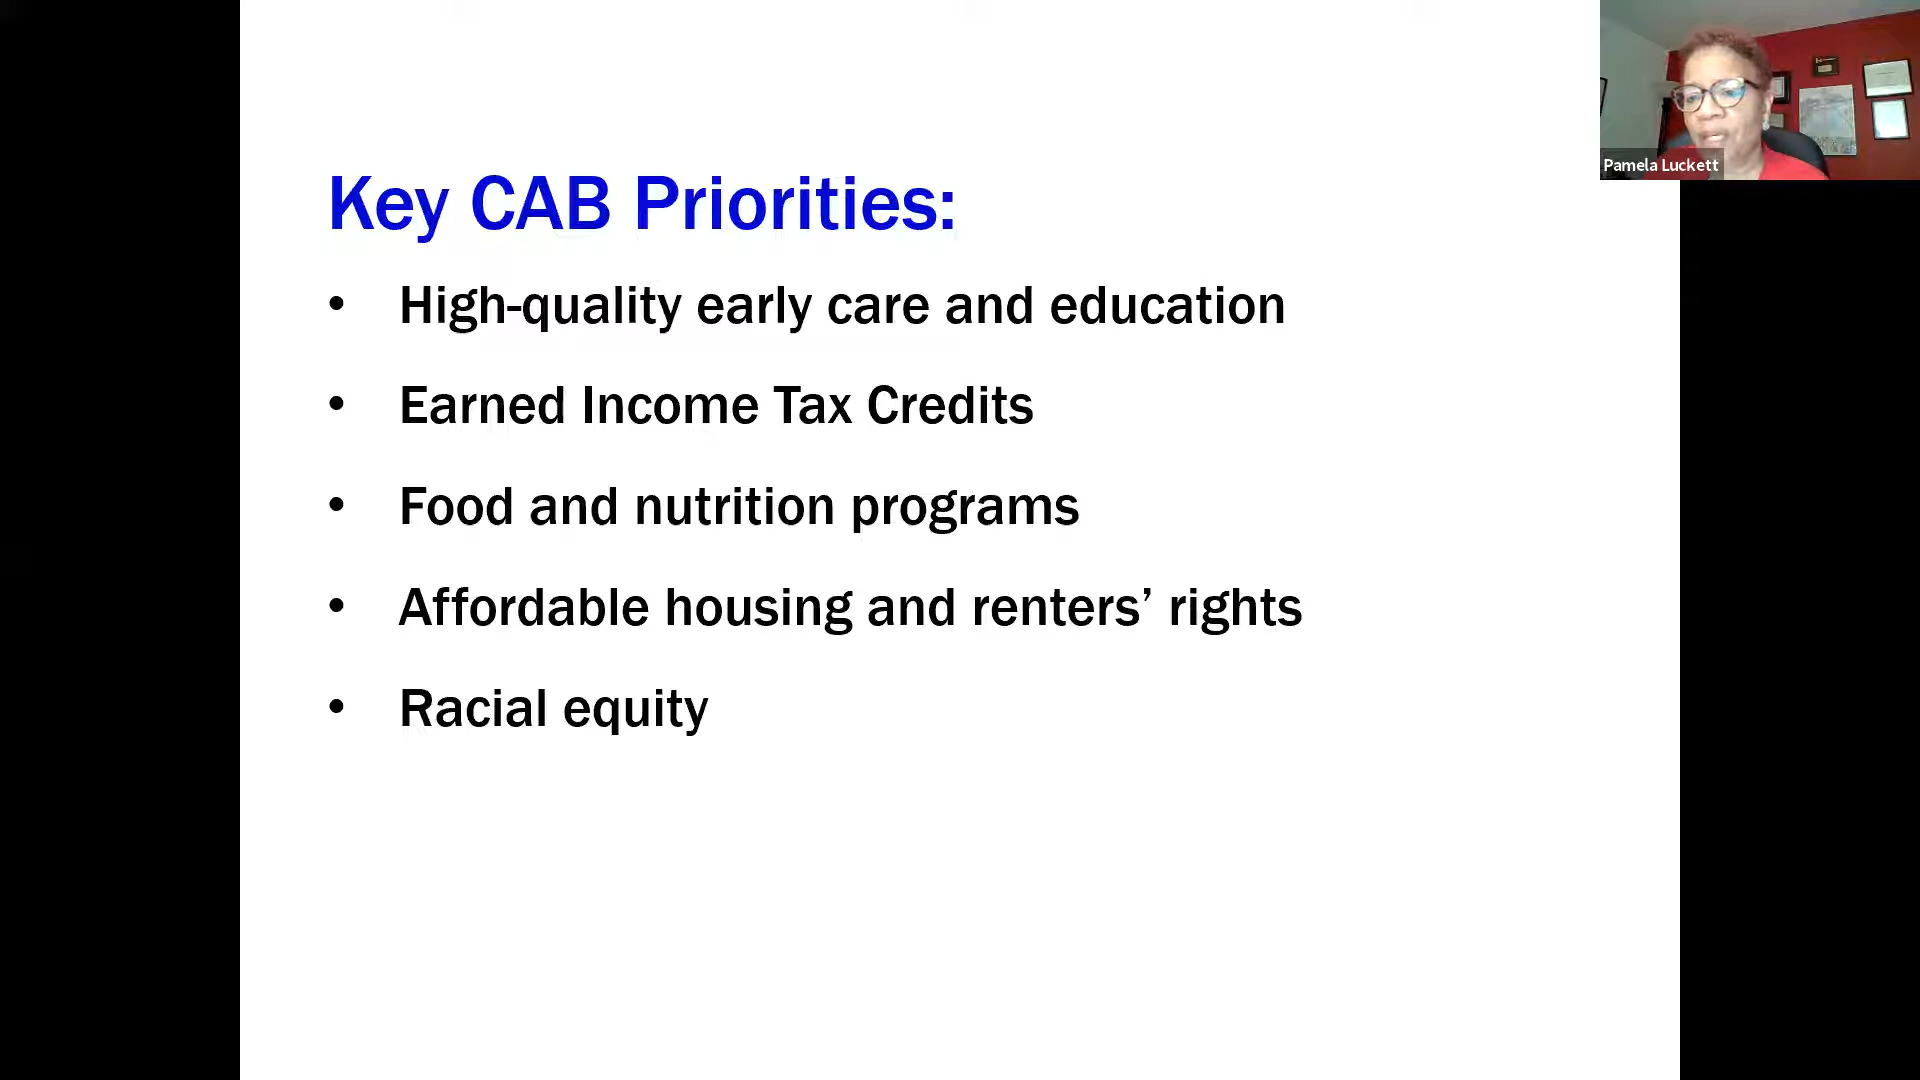 Pamela Luckett
Key CAB Priorities:
• High-quality early care and education
• Earned Income Tax Credits
• Food and nutrition programs
• Affordable housing and renters’ rights
• Racial equity